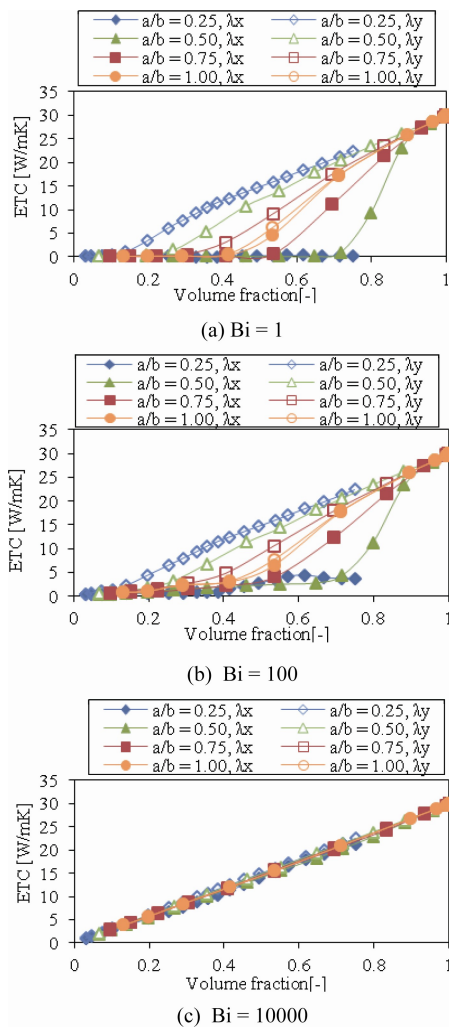 a/b = 0.25, λx a/b = 0.25, λy
a/b = 0.50, λx a/b = 0.50, λy
a/b = 0.75, λx a/b = 0.75, λy
a/b = 1.00, λx a/b = 1.00, λy
ETC [W/mK]
35
30
25
20
15
10
5
0
0 0.2 0.4 0.6 0.8 1
Volume fraction[-]
(a) Bi = 1
a/b = 0.25, λx a/b = 0.25, λy
a/b = 0.50, λx a/b = 0.50, λy
a/b = 0.75, λx a/b = 0.75, λy
a/b = 1.00, λx a/b = 1.00, λy
ETC [W/mK]
35
30
25
20
15
10
5
0
0 0.2 0.4 0.6 0.8 1
Volume fraction[-]
(b) Bi = 100
a/b = 0.25, λx a/b = 0.25, λy
a/b = 0.50, λx a/b = 0.50, λy
a/b = 0.75, λx a/b = 0.75, λy
a/b = 1.00, λx a/b = 1.00, λy
ETC [W/mK]
35
30
25
20
15
10
5
0
0 0.2 0.4 0.6 0.8 1
Volume fraction[-]
(c) Bi = 10000